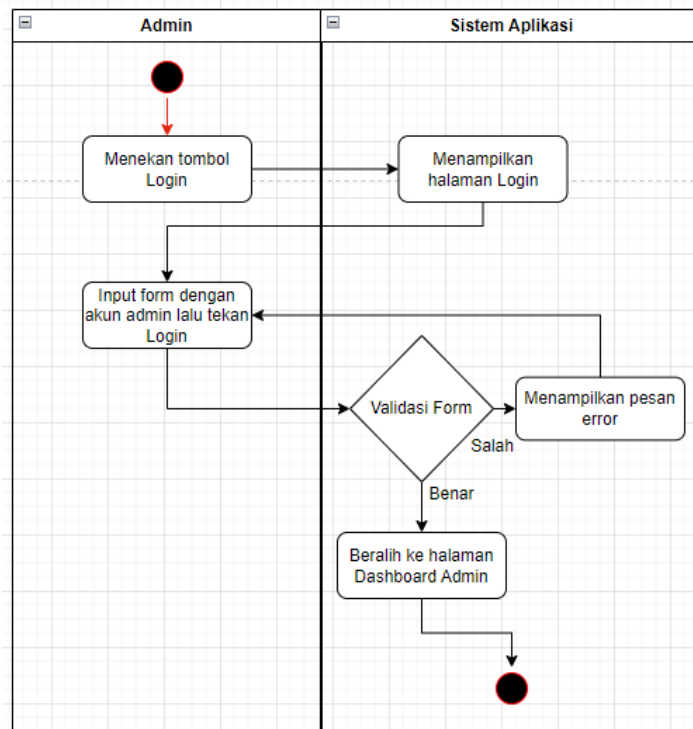 Admin
Sistem Aplikasi
Menekan tombol
Login
Menampilkan
halaman Login
Input form dengan
akun admin lalu tekan
Login
Validasi Form
Menampilkan pesan
error
Salah
Benar
Beralih ke halaman
Dashboard Admin